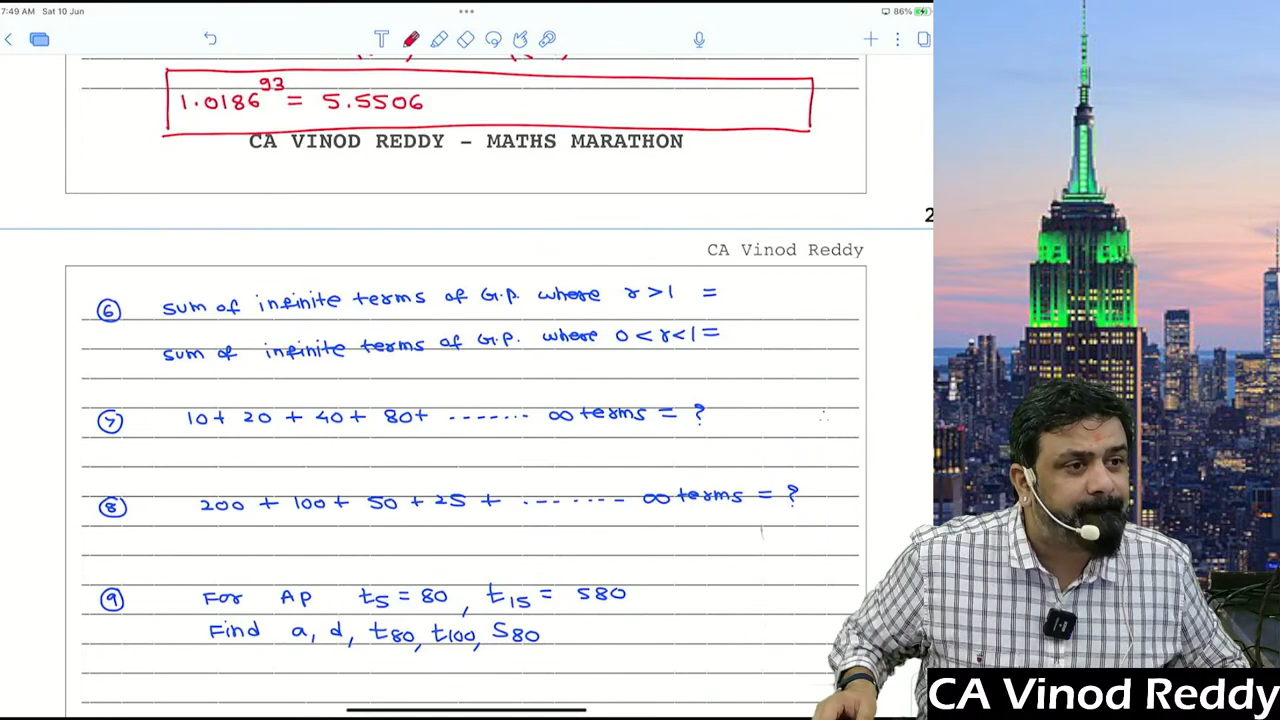 7:49 AM Sat 10 Jun
86%
1.0186^93 = 5.5506
CA VINOD REDDY - MATHS MARATHON
2
CA Vinod Reddy
⑥ sum of infinite terms of G.P. where r > 1 =
sum of infinite terms of G.P. where 0 < r < 1 =
⑦ 10 + 20 + 40 + 80 + ------- ∞ terms = ?
⑧ 200 + 100 + 50 + 25 + ------- ∞ terms = ?
⑨ For AP t5 = 80, t15 = 580
Find a, d, t80, t100, S80
CA Vinod Reddy